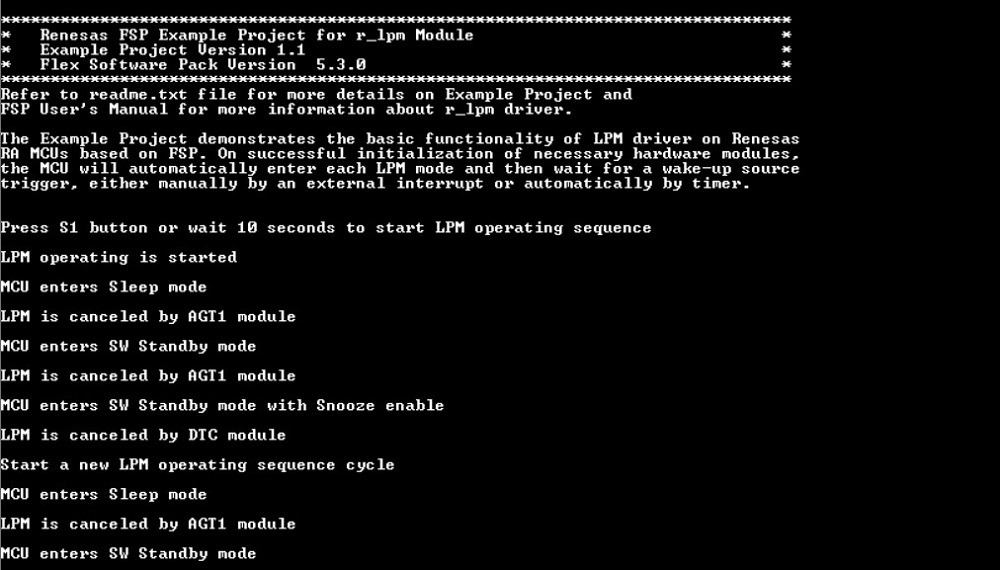 ********************************************************************************
*   Renesas FSP Example Project for r_lpm Module                               *
*   Example Project Version 1.1                                                *
*   Flex Software Pack Version  5.3.0                                          *
********************************************************************************
Refer to readme.txt file for more details on Example Project and
FSP User's Manual for more information about r_lpm driver.
The Example Project demonstrates the basic functionality of LPM driver on Renesas
RA MCUs based on FSP. On successful initialization of necessary hardware modules,
the MCU will automatically enter each LPM mode and then wait for a wake-up source
trigger, either manually by an external interrupt or automatically by timer.
Press S1 button or wait 10 seconds to start LPM operating sequence
LPM operating is started
MCU enters Sleep mode
LPM is canceled by AGT1 module
MCU enters SW Standby mode
LPM is canceled by AGT1 module
MCU enters SW Standby mode with Snooze enable
LPM is canceled by DTC module
Start a new LPM operating sequence cycle
MCU enters Sleep mode
LPM is canceled by AGT1 module
MCU enters SW Standby mode